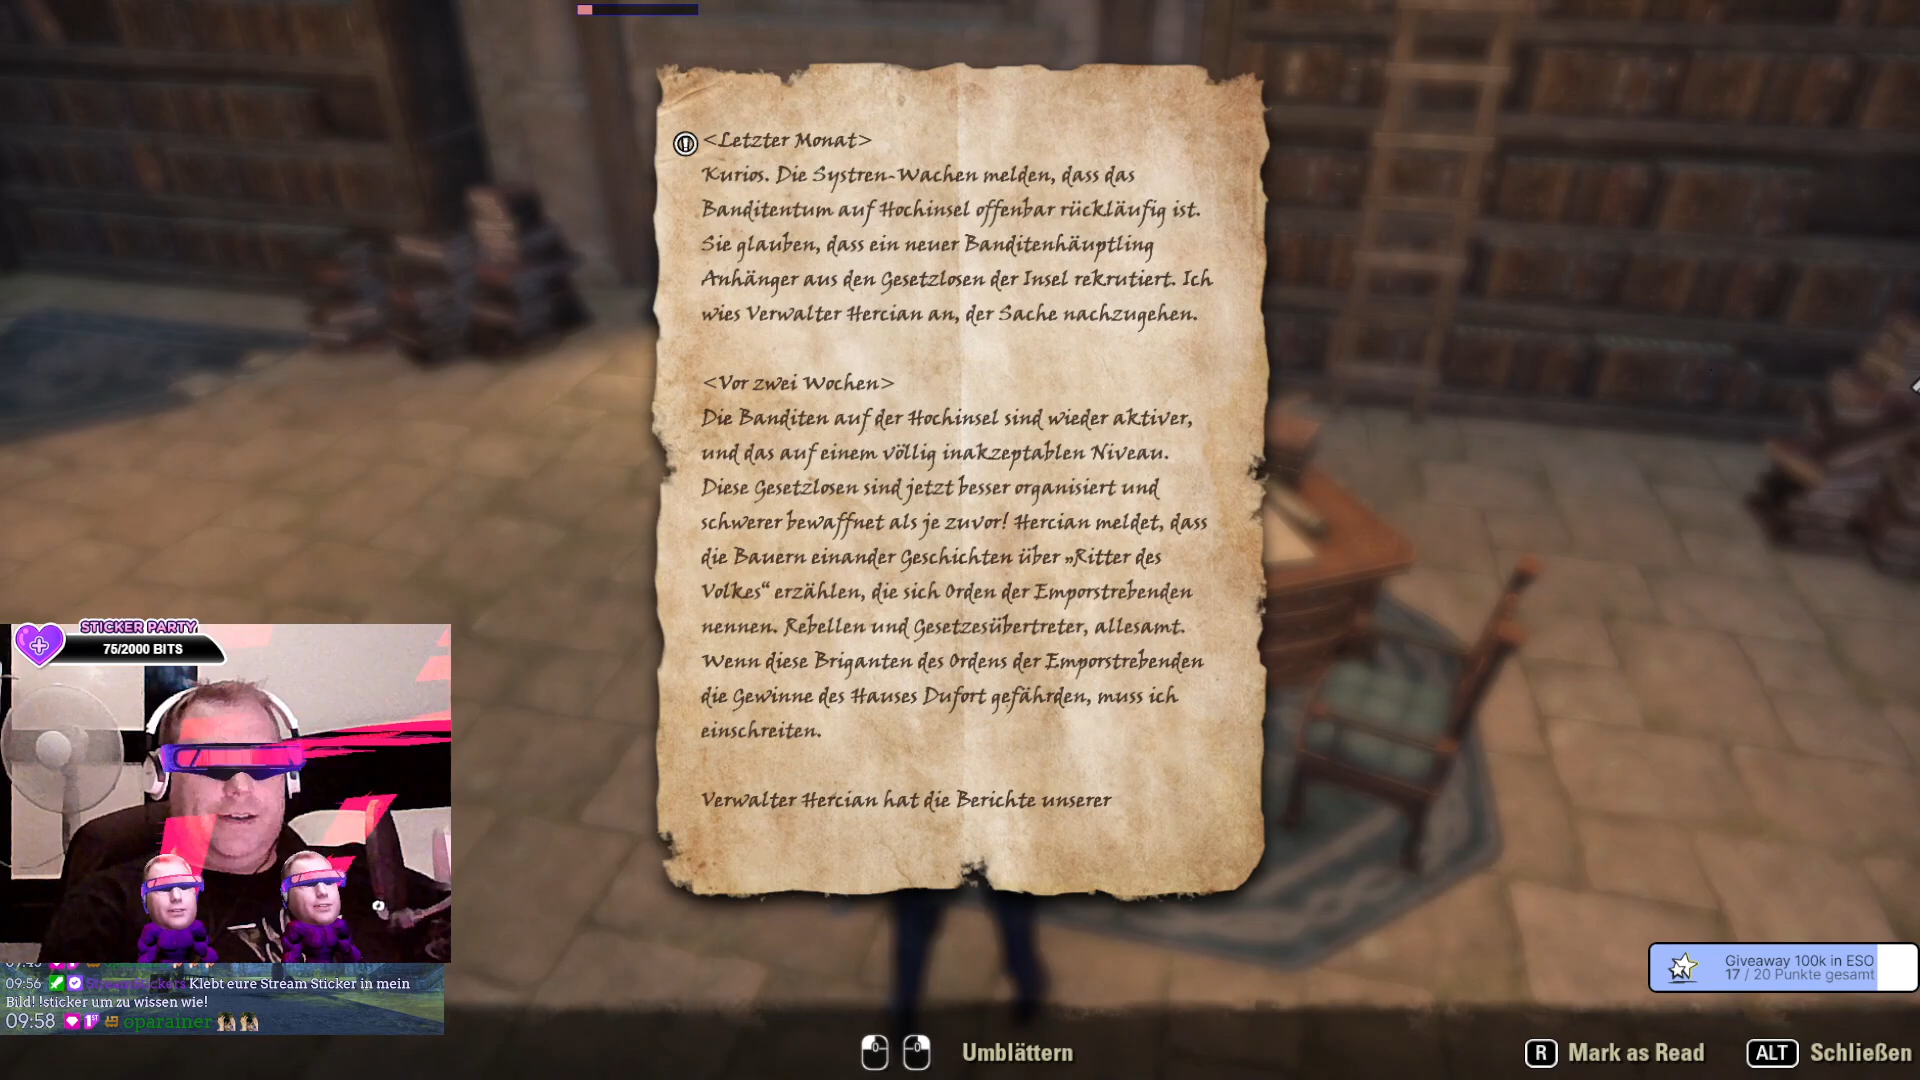 <Letzter Monat>
Kurios. Die Systren-Wachen melden, dass das
Banditentum auf Hochinsel offenbar rückläufig ist.
Sie glauben, dass ein neuer Banditenhäuptling
Anhänger aus den Gesetzlosen der Insel rekrutiert. Ich
wies Verwalter Hercian an, der Sache nachzugehen.
<Vor zwei Wochen>
Die Banditen auf der Hochinsel sind wieder aktiver,
und das auf einem völlig inakzeptablen Niveau.
Diese Gesetzlosen sind jetzt besser organisiert und
schwerer bewaffnet als je zuvor! Hercian meldet, dass
die Bauern einander Geschichten über „Ritter des
Volkes“ erzählen, die sich Orden der Emporstrebenden
nennen. Rebellen und Gesetzesübertreter, allesamt.
Wenn diese Briganten des Ordens der Emporstrebenden
die Gewinne des Hauses Dufort gefährden, muss ich
einschreiten.
Verwalter Hercian hat die Berichte unserer
STICKER PARTY
75/2000 BITS
09:56 Klebt eure Stream Sticker in mein
Bild! !sticker um zu wissen wie!
09:58 1ST oparainer
Giveaway 100k in ESO
17 / 20 Punkte gesamt
Umblättern
R Mark as Read
ALT Schließen